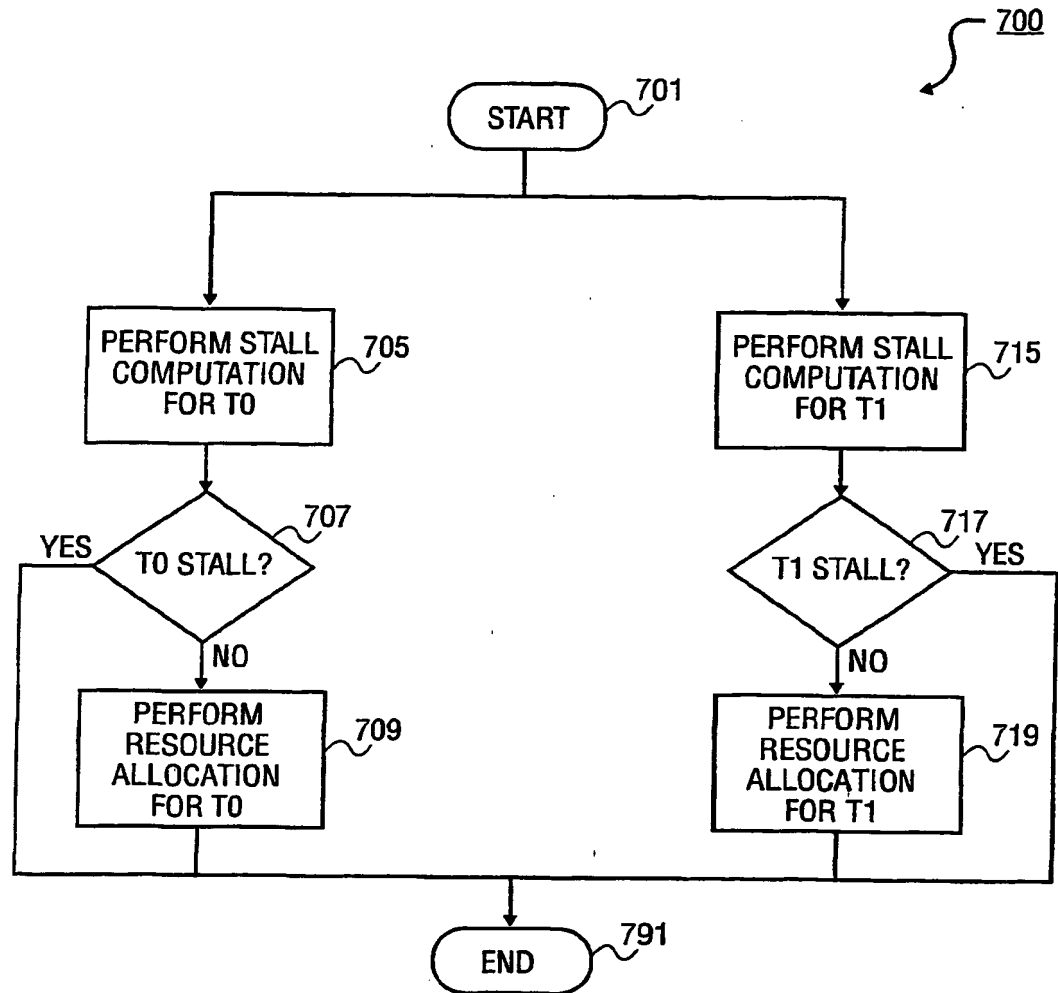 700
701
START
PERFORM STALL
COMPUTATION
FOR T0
705
PERFORM STALL
COMPUTATION
FOR T1
715
707
YES
T0 STALL?
NO
717
YES
T1 STALL?
NO
PERFORM
RESOURCE
ALLOCATION
FOR T0
709
PERFORM
RESOURCE
ALLOCATION
FOR T1
719
END
791